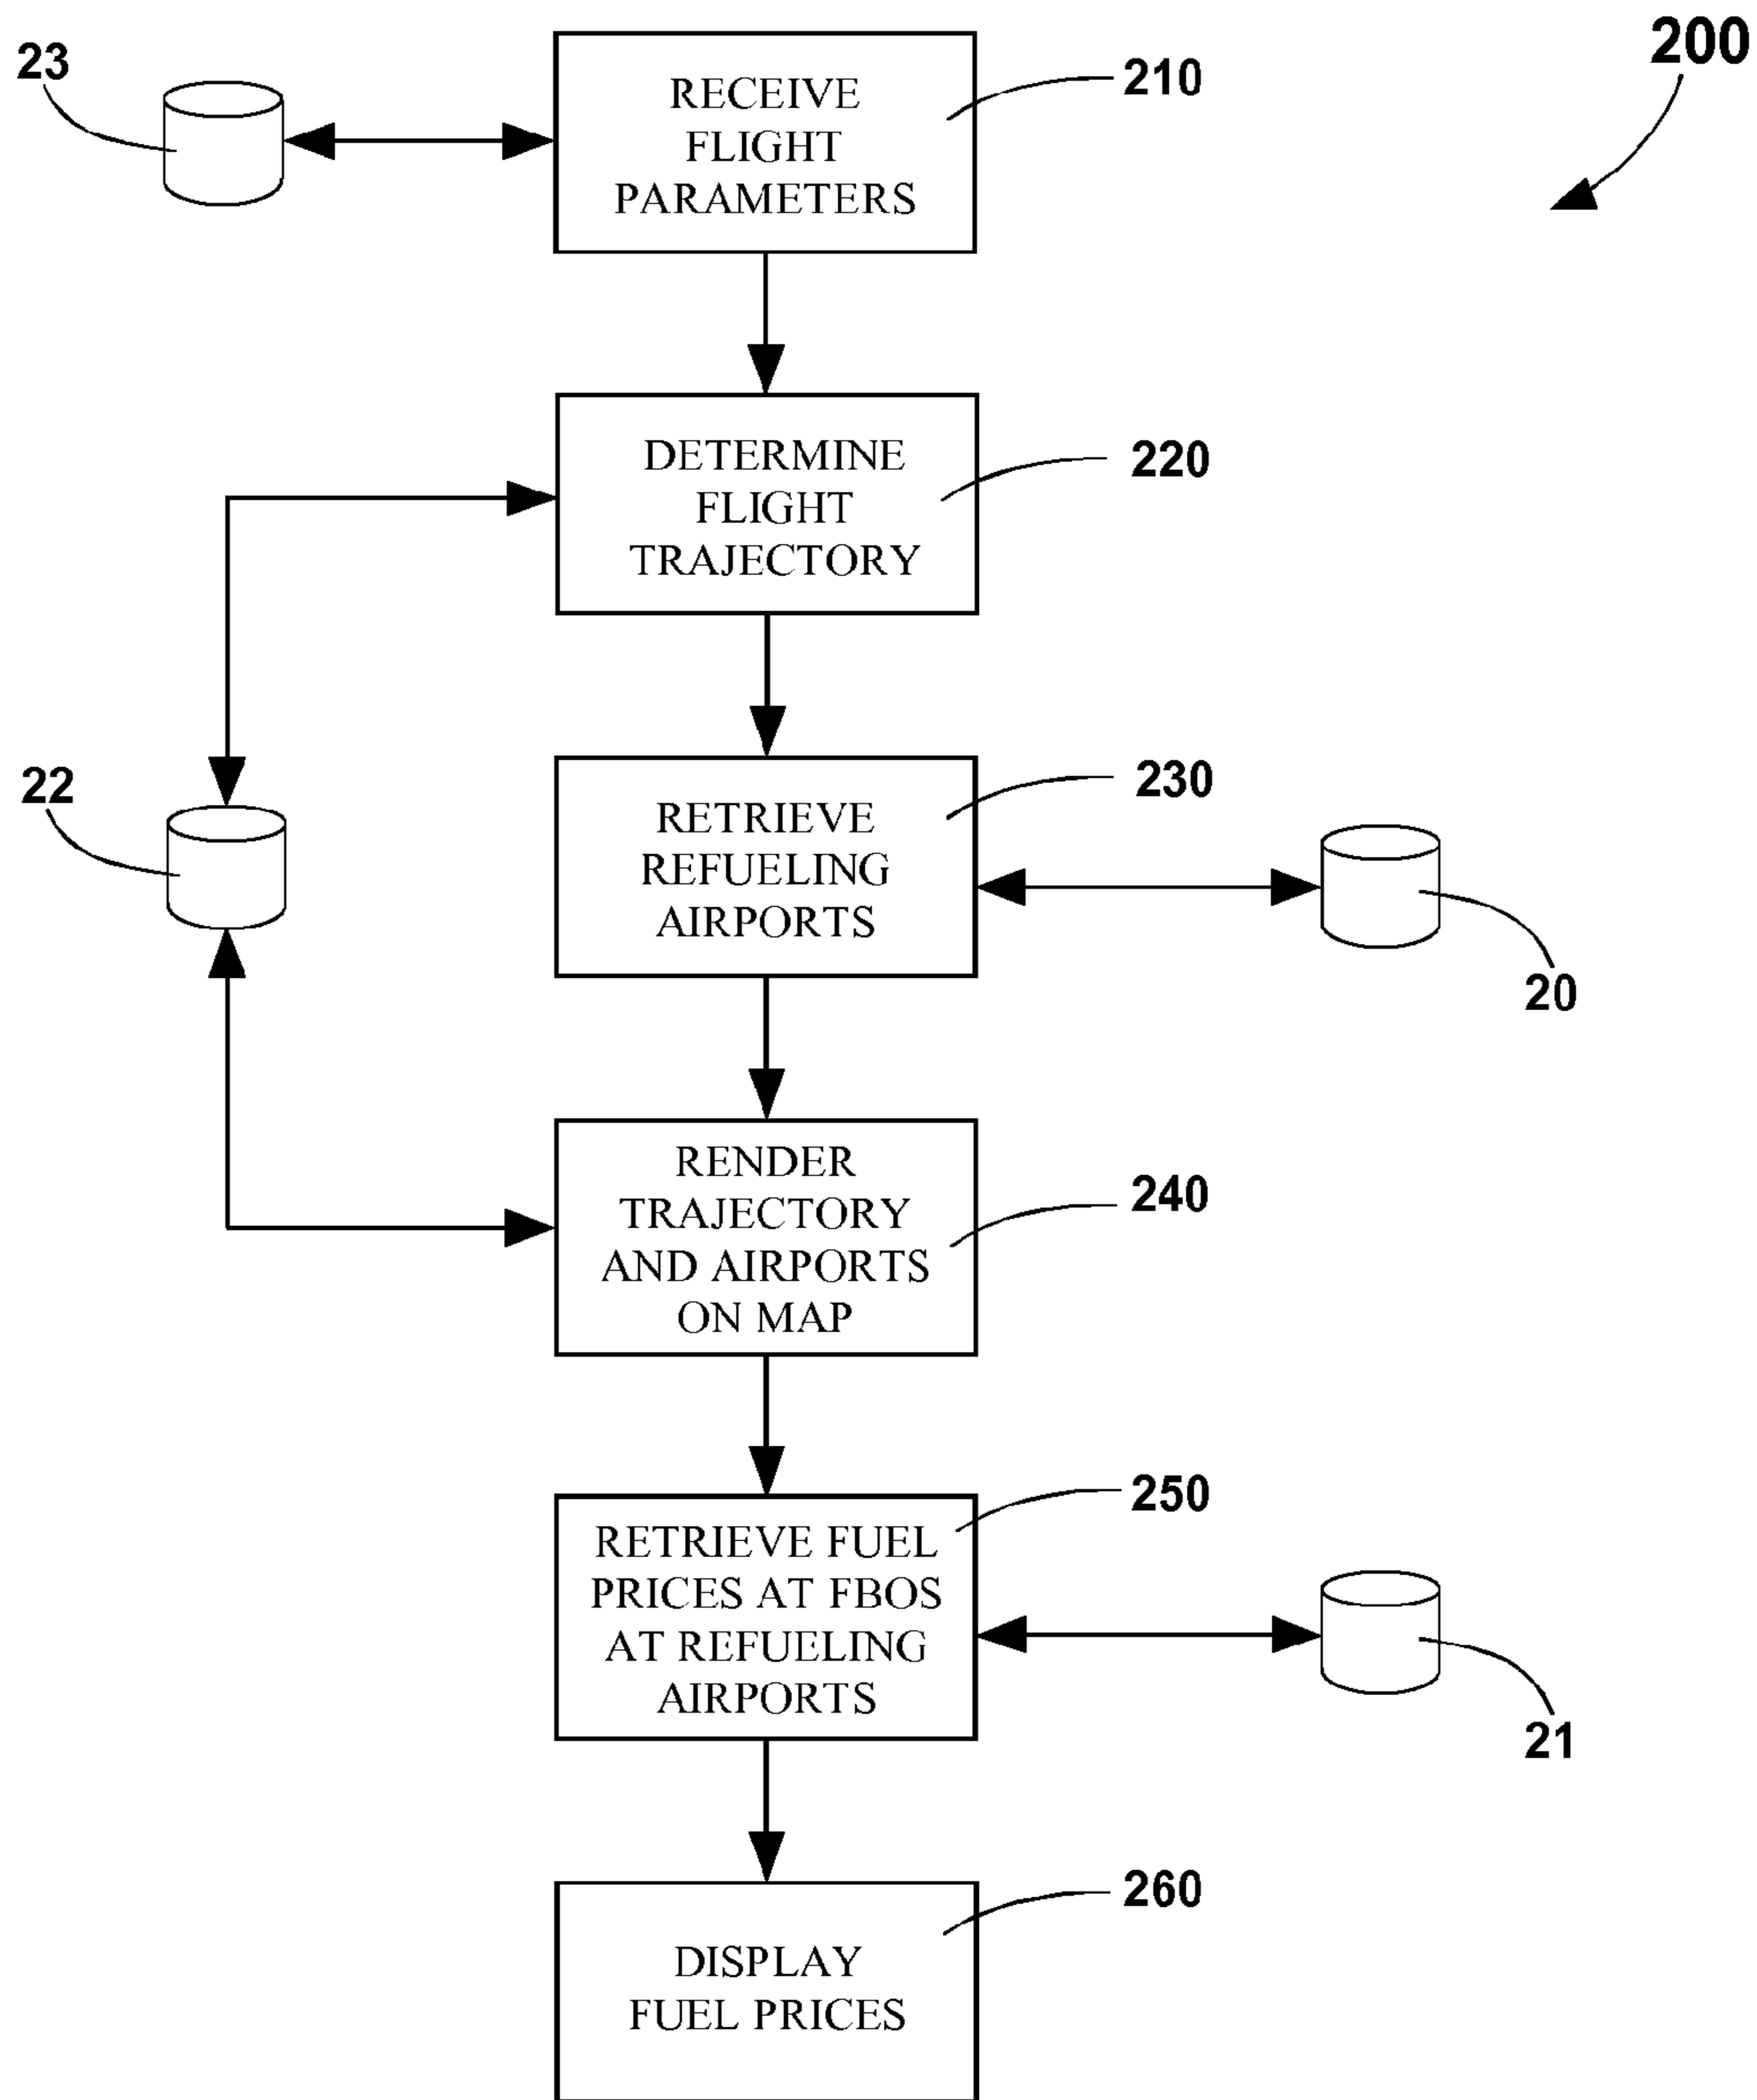 200
23
RECEIVE
FLIGHT
PARAMETERS
210
DETERMINE
FLIGHT
TRAJECTORY
220
22
RETRIEVE
REFUELING
AIRPORTS
230
20
RENDER
TRAJECTORY
AND AIRPORTS
ON MAP
240
RETRIEVE FUEL
PRICES AT FBOS
AT REFUELING
AIRPORTS
250
21
DISPLAY
FUEL PRICES
260